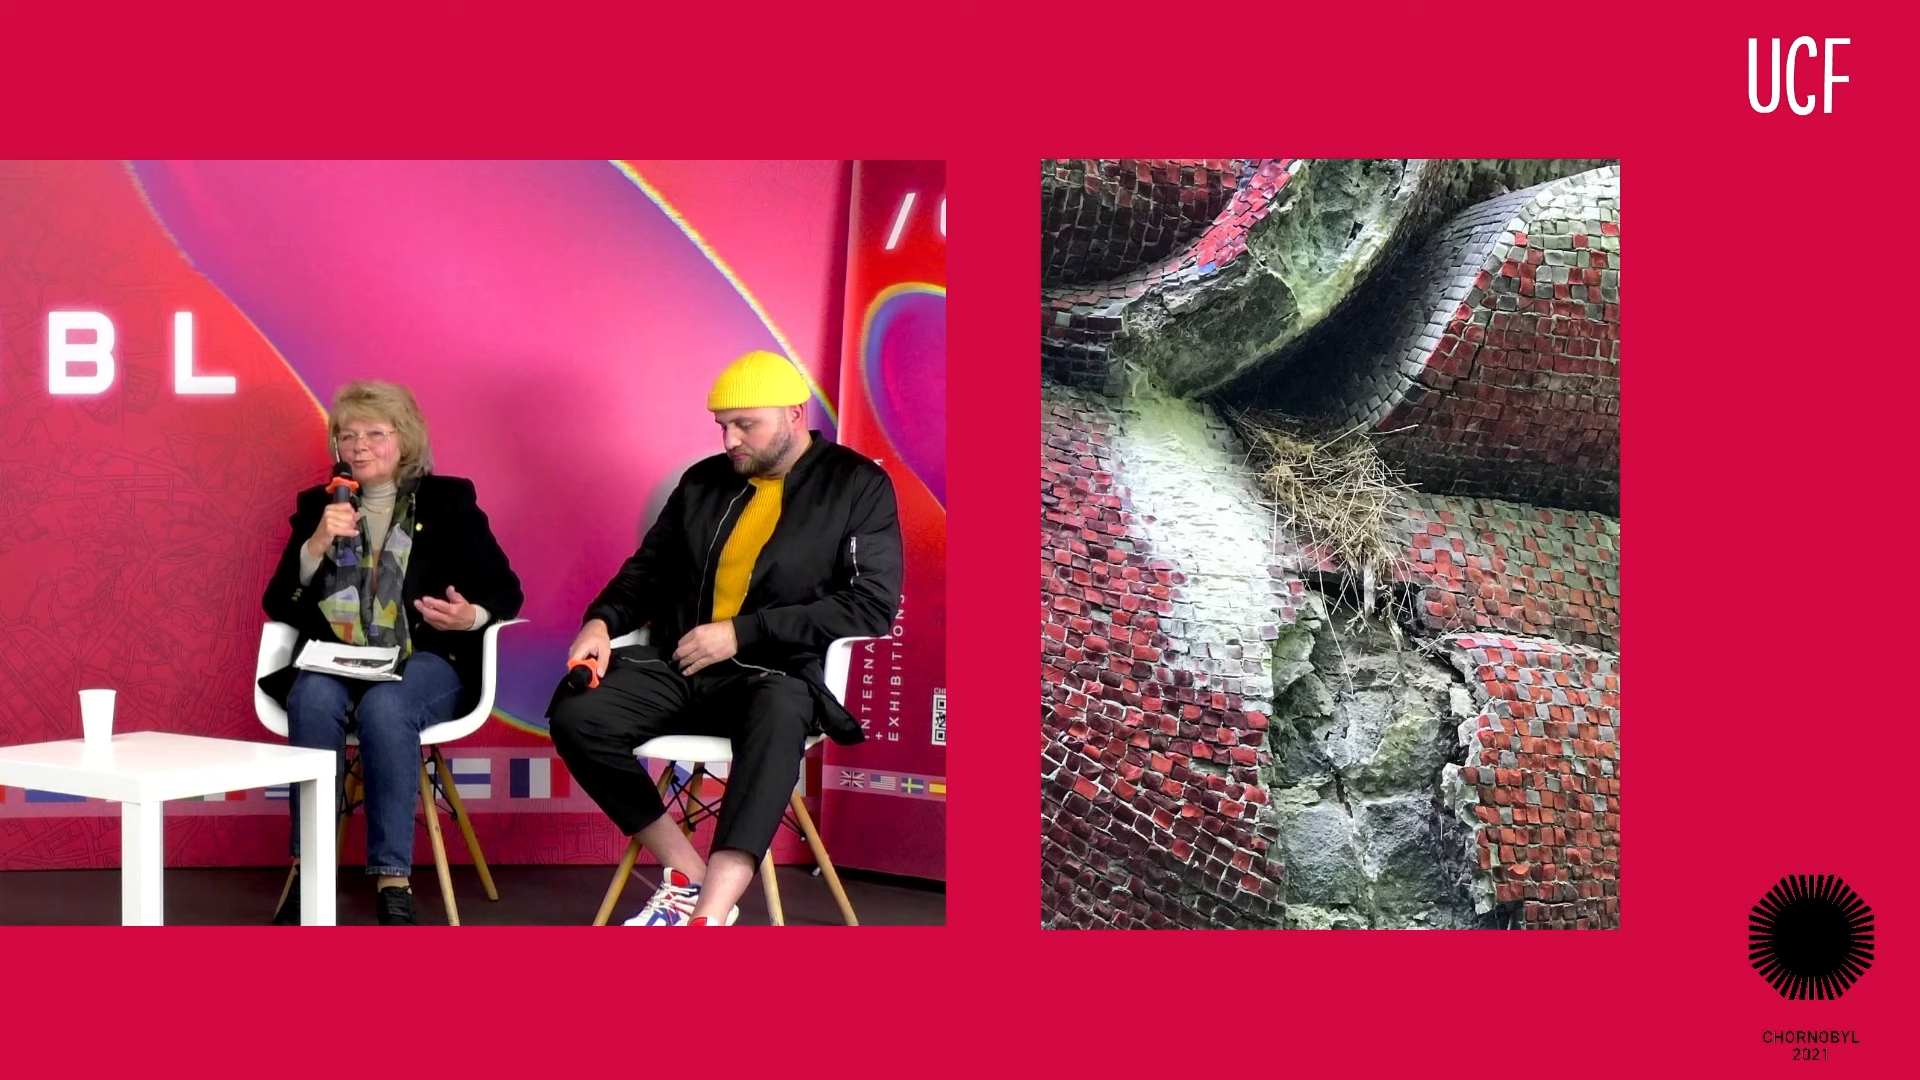 UCF
B L
/
INTERNA
+
EXHIBITIONS
CHORNOBYL
2021